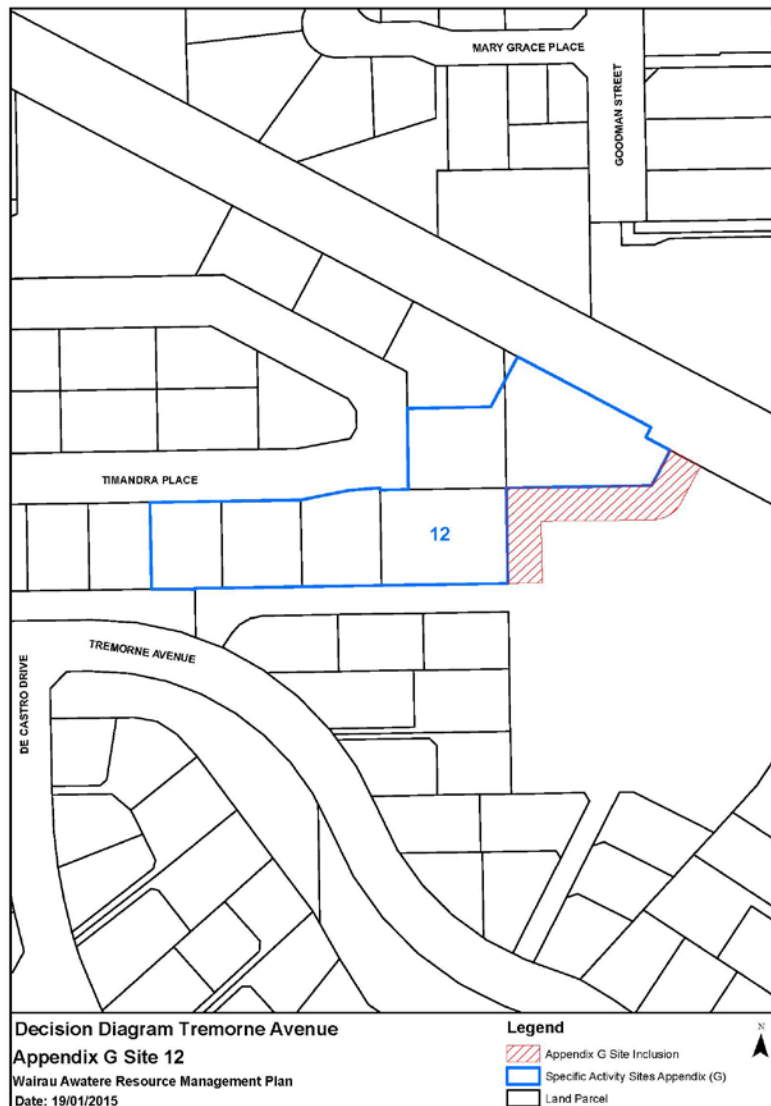 MARY GRACE PLACE
GOODMAN STREET
TIMANDRA PLACE
12
TREMORNE AVENUE
DE CASTRO DRIVE
Decision Diagram Tremorne Avenue
Appendix G Site 12
Wairau Awatere Resource Management Plan
Date: 19/01/2015
Legend
N
Appendix G Site Inclusion
Specific Activity Sites Appendix (G)
Land Parcel